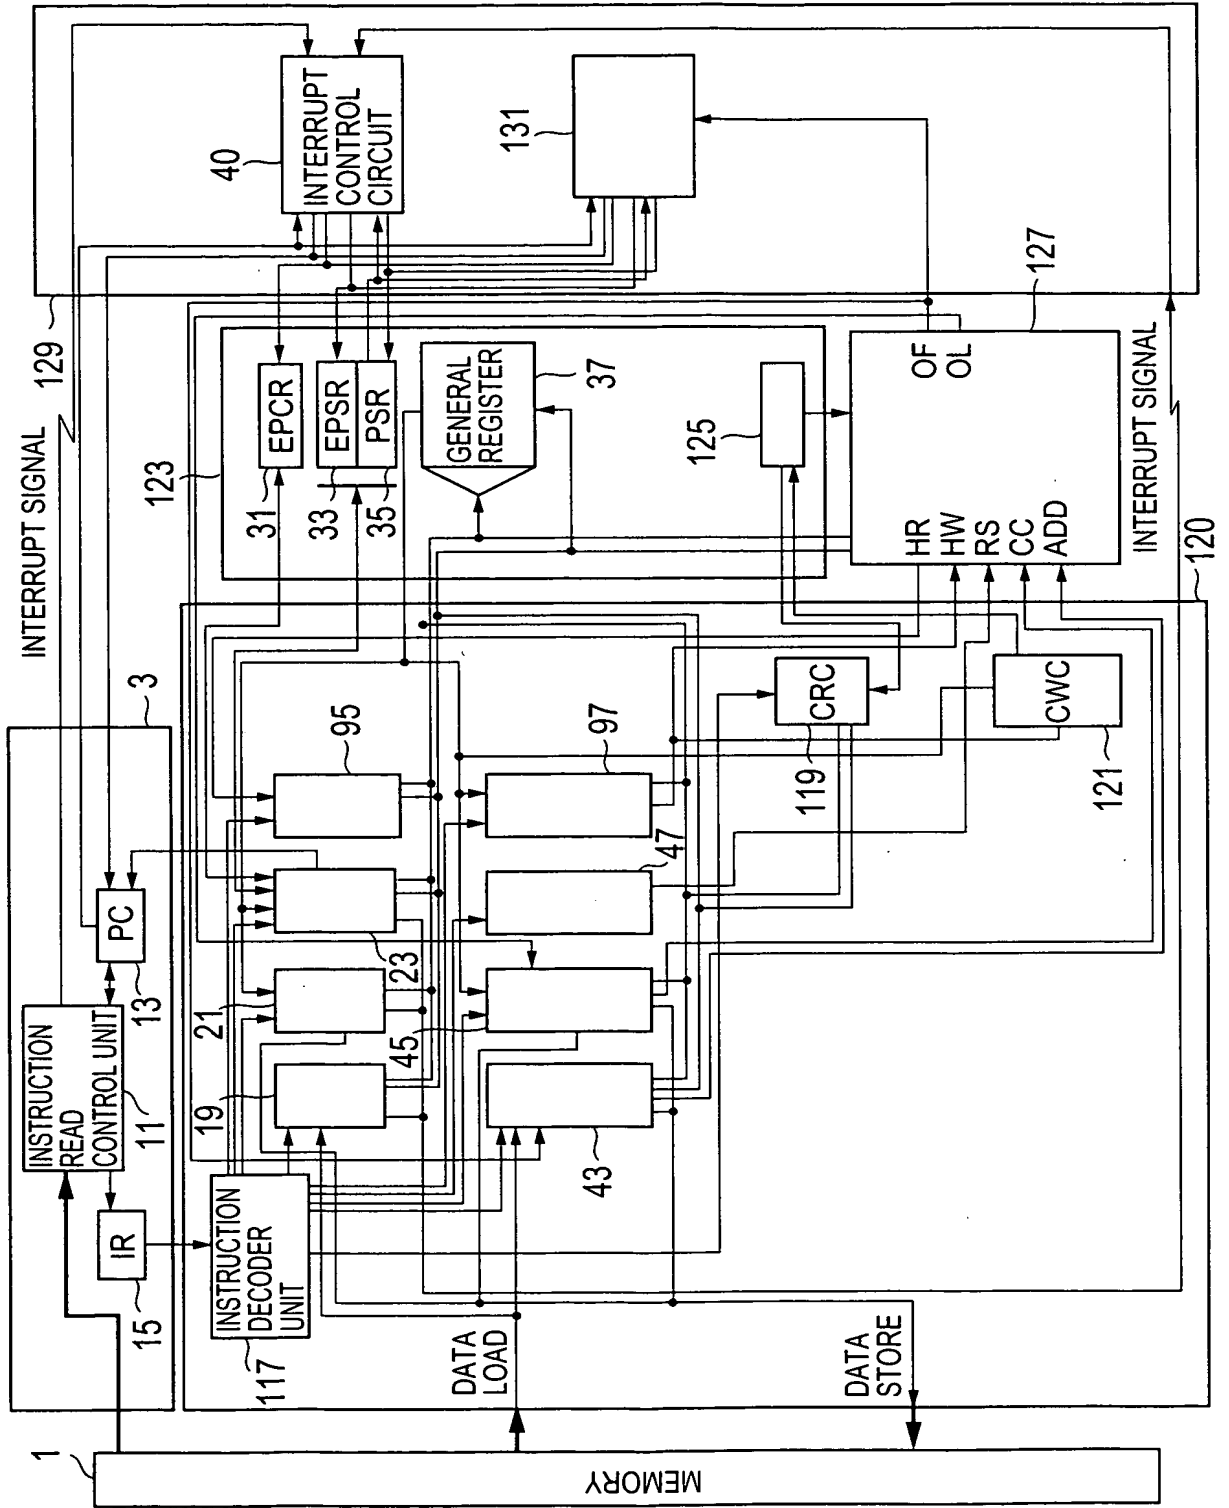 INTERRUPT SIGNAL
129
40
INTERRUPT
CONTROL
CIRCUIT
131
3
INSTRUCTION
READ
CONTROL UNIT
11
PC
13
IR
15
1
MEMORY
123
EPCR
31
EPSR
33
PSR
35
GENERAL
REGISTER
37
125
127
OF
OL
HR
HW
RS
CC
ADD
INTERRUPT SIGNAL
120
INSTRUCTION
DECODER
UNIT
117
19
21
23
95
43
45
47
97
CRC
119
CWC
121
DATA
LOAD
DATA
STORE